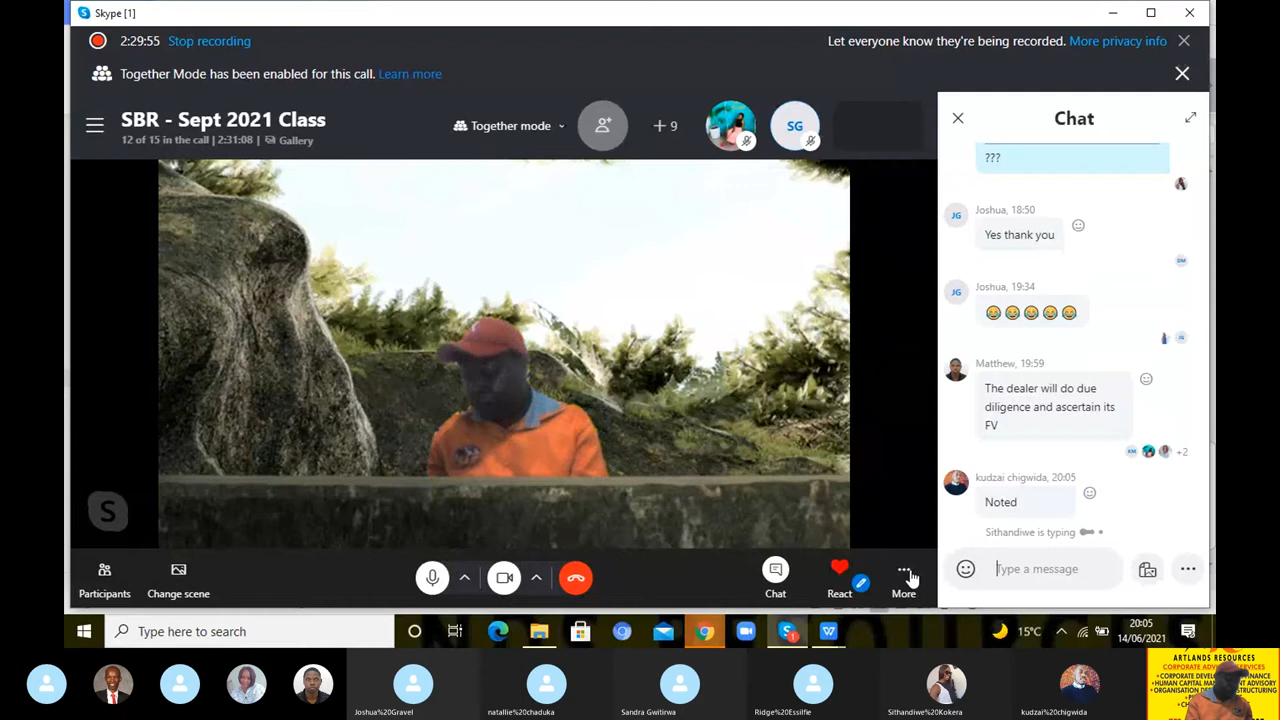 Skype [1]
2:29:55 Stop recording
Let everyone know they're being recorded. More privacy info
Together Mode has been enabled for this call. Learn more
SBR - Sept 2021 Class
12 of 15 in the call | 2:31:08 | Gallery
Together mode
+9
SG
Chat
???
Joshua, 18:50
JG
Yes thank you
DM
Joshua, 19:34
JG
😂😂😂😂😂
JG
Matthew, 19:59
The dealer will do due
diligence and ascertain its
FV
KM +2
kudzai chigwida, 20:05
Noted
Sithandiwe is typing
Type a message
Participants
Change scene
Chat
React
More
Type here to search
15°C
20:05
14/06/2021
Joshua%20Gravel
natallie%20chaduka
Sandra Gwitirwa
Ridge%20Essilfie
Sithandiwe%20Kokera
kudzai%20chigwida
ARTLANDS RESOURCES